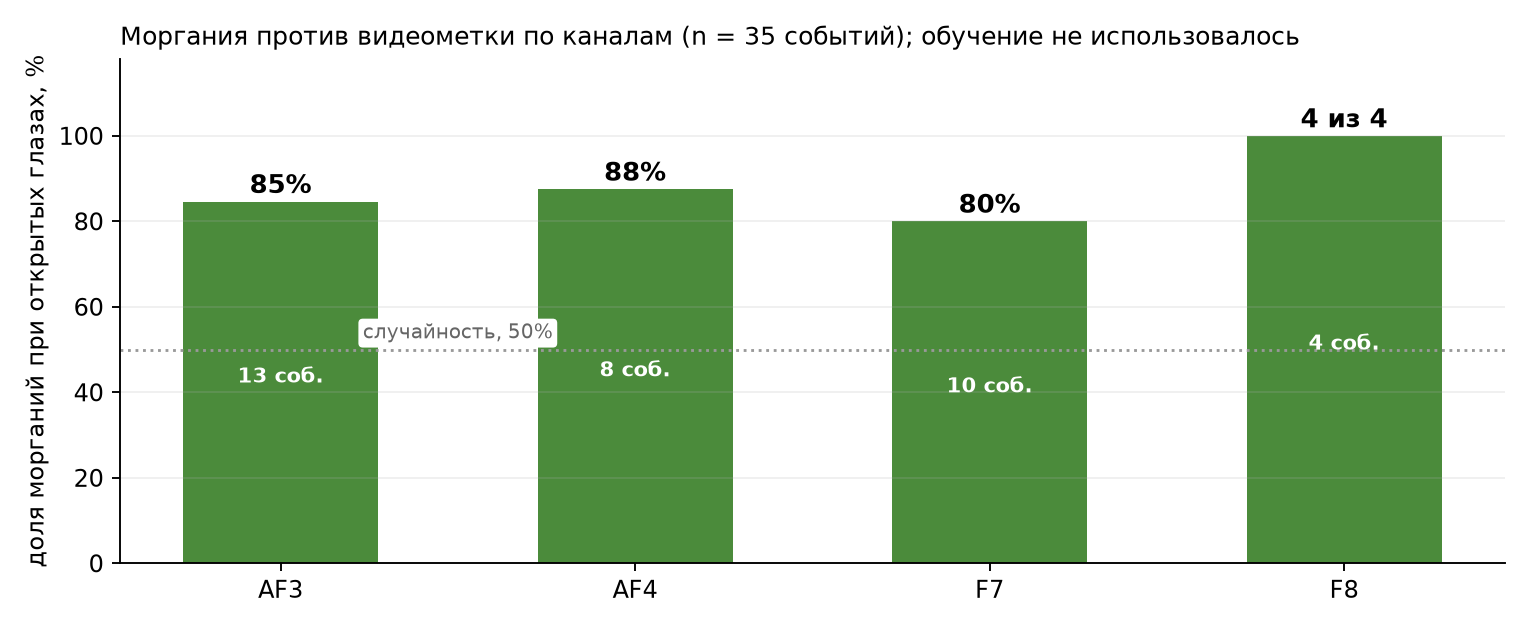 Моргания против видеометки по каналам (n = 35 событий); обучение не использовалось
доля морганий при открытых глазах, %
100
80
60
40
20
0
85%
88%
80%
4 из 4
случайность, 50%
13 соб.
8 соб.
10 соб.
4 соб.
AF3
AF4
F7
F8